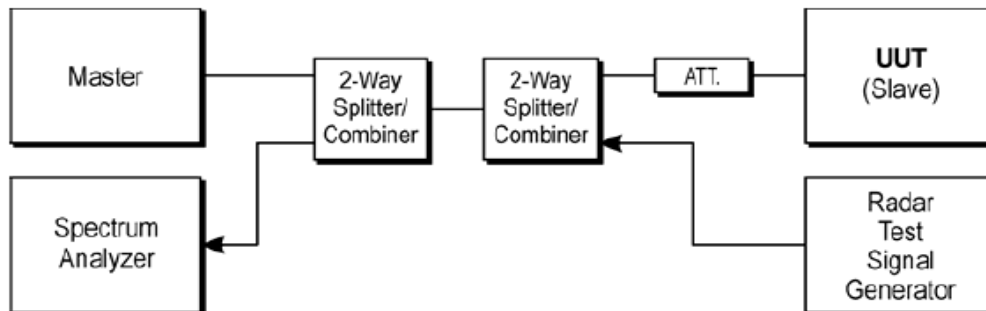 Master
2-Way
Splitter/
Combiner
2-Way
Splitter/
Combiner
ATT.
UUT
(Slave)
Spectrum
Analyzer
Radar
Test
Signal
Generator